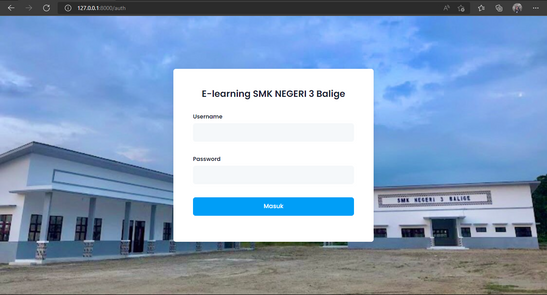 127.0.0.1:8000/auth
E-learning SMK NEGERI 3 Balige
Username
Password
Masuk
SMK NEGERI 3 BALIGE